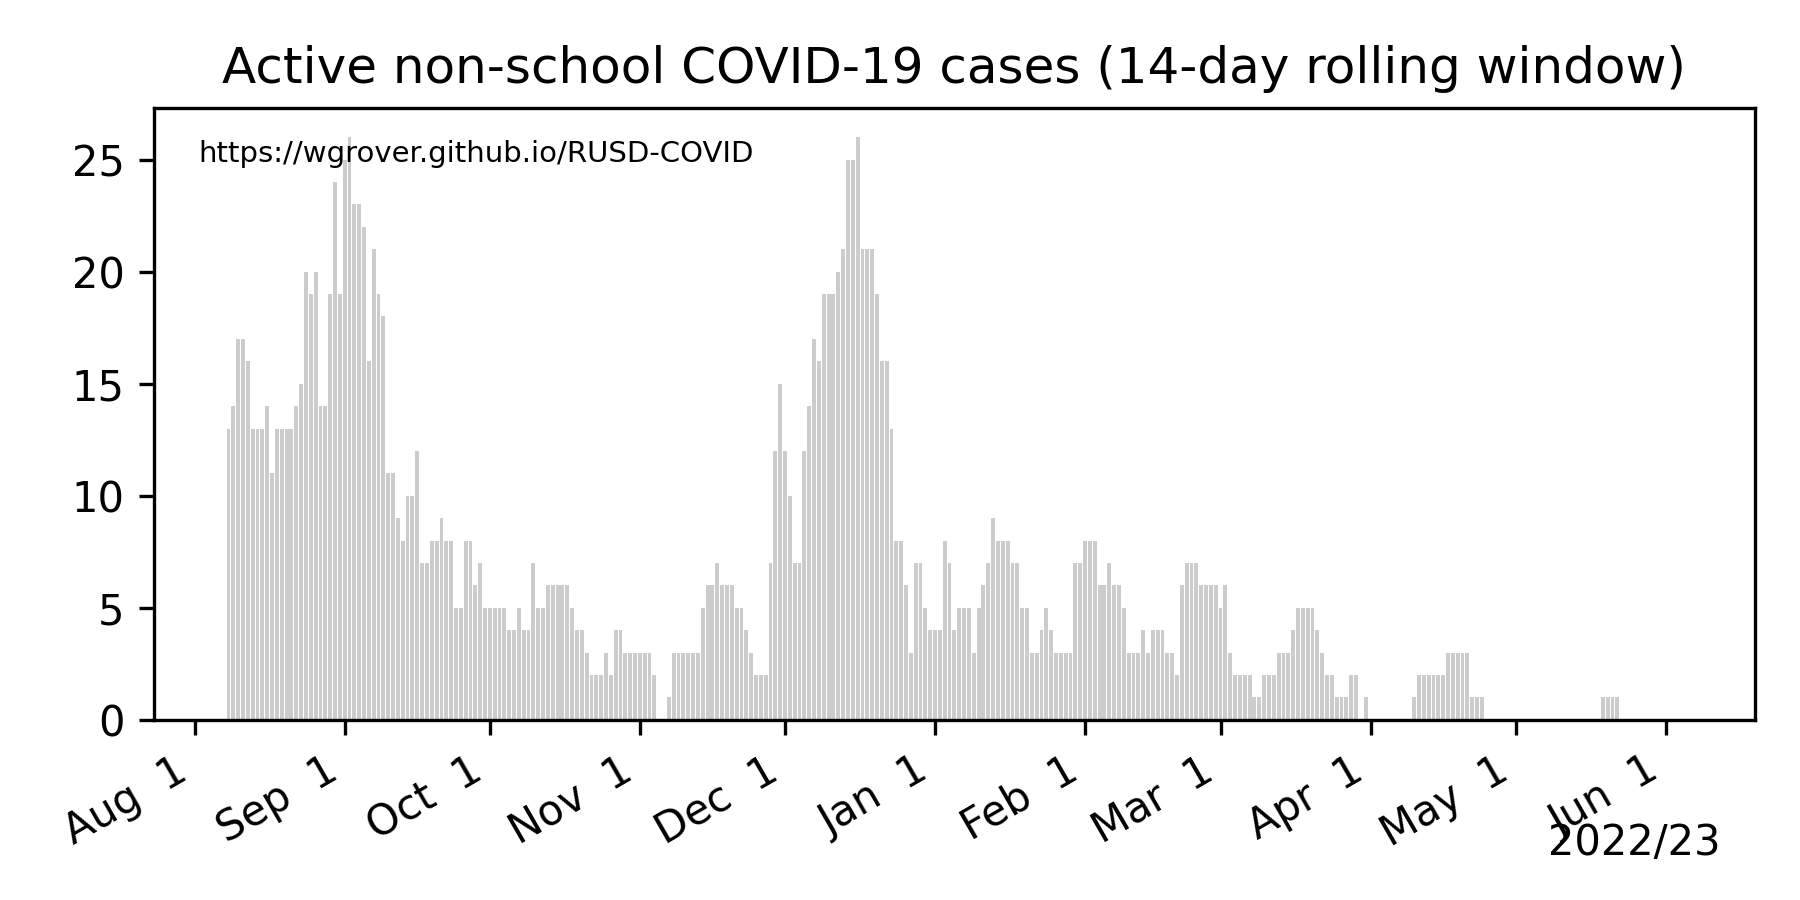 Active non-school COVID-19 cases (14-day rolling window)
https://wgrover.github.io/RUSD-COVID
25
20
15
10
5
0
Aug 1
Sep 1
Oct 1
Nov 1
Dec 1
Jan 1
Feb 1
Mar 1
Apr 1
May 1
Jun 1
2022/23